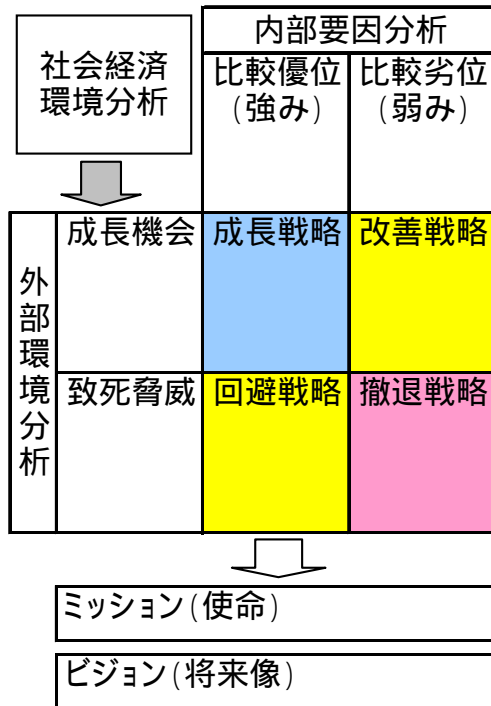 社会経済
環境分析
内部要因分析
比較優位
(強み)
比較劣位
(弱み)
外部環境分析
成長機会
成長戦略
改善戦略
致死脅威
回避戦略
撤退戦略
ミッション(使命)
ビジョン(将来像)